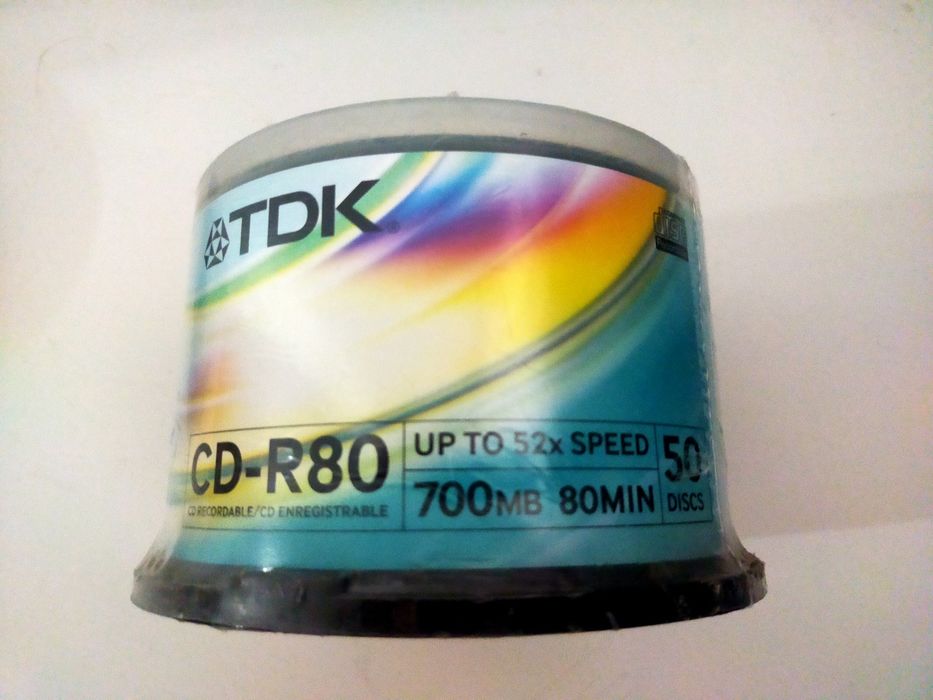 TDK
CD-R80
CD RECORDABLE/CD ENREGISTRABLE
UP TO 52x SPEED
700MB 80MIN
50
DISCS